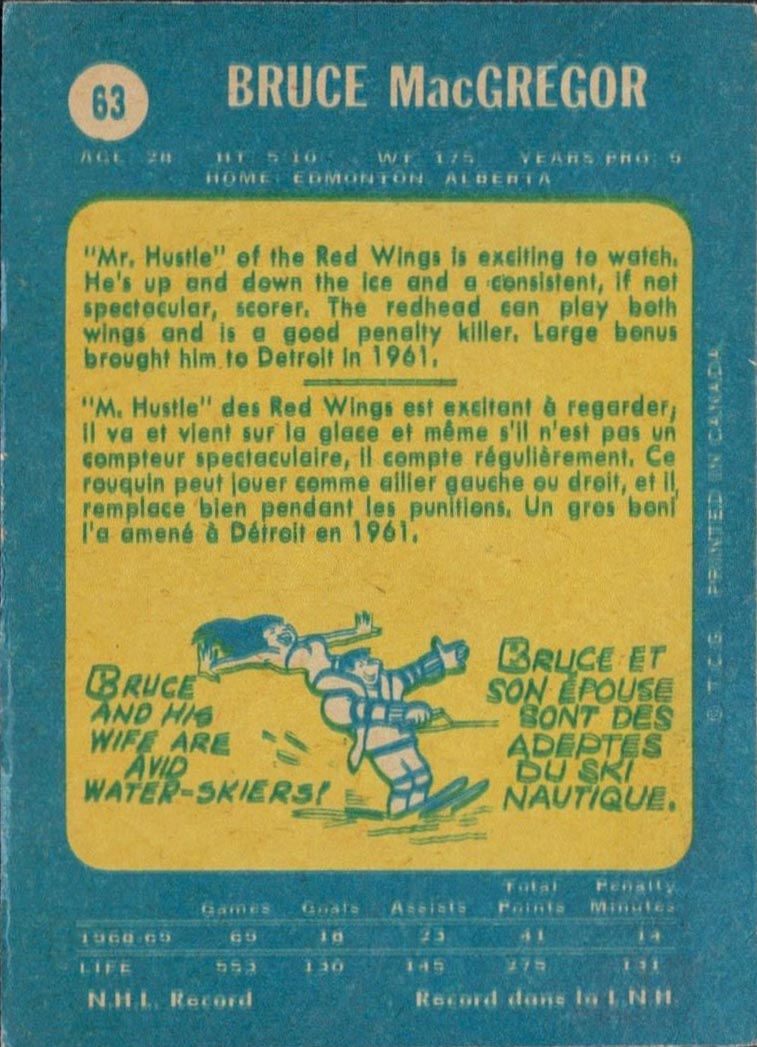 63
BRUCE MacGREGOR
AGE 28 HT 5'10 WT 175 YEARS PRO: 9
HOME: EDMONTON, ALBERTA
"Mr. Hustle" of the Red Wings is exciting to watch.
He's up and down the ice and a consistent, if not
spectacular, scorer. The redhead can play both
wings and is a good penalty killer. Large bonus
brought him to Detroit in 1961.
"M. Hustle" des Red Wings est excitant à regarder,
il va et vient sur la glace et même s'il n'est pas un
compteur spectaculaire, il compte régulièrement. Ce
rouquin peut jouer comme ailier gauche ou droit, et il
remplace bien pendant les punitions. Un gros boni
l'a amené à Détroit en 1961.
BRUCE
AND HIS
WIFE ARE
AVID
WATER-SKIERS!
BRUCE ET
SON ÉPOUSE
SONT DES
ADEPTES
DU SKI
NAUTIQUE.
© T.C.G. PRINTED IN CANADA
Games Goals Assists Total Points Penalty Minutes
1968-69 69 18 23 41 14
LIFE 553 130 145 275 131
N.H.L. Record Record dans la L.N.H.